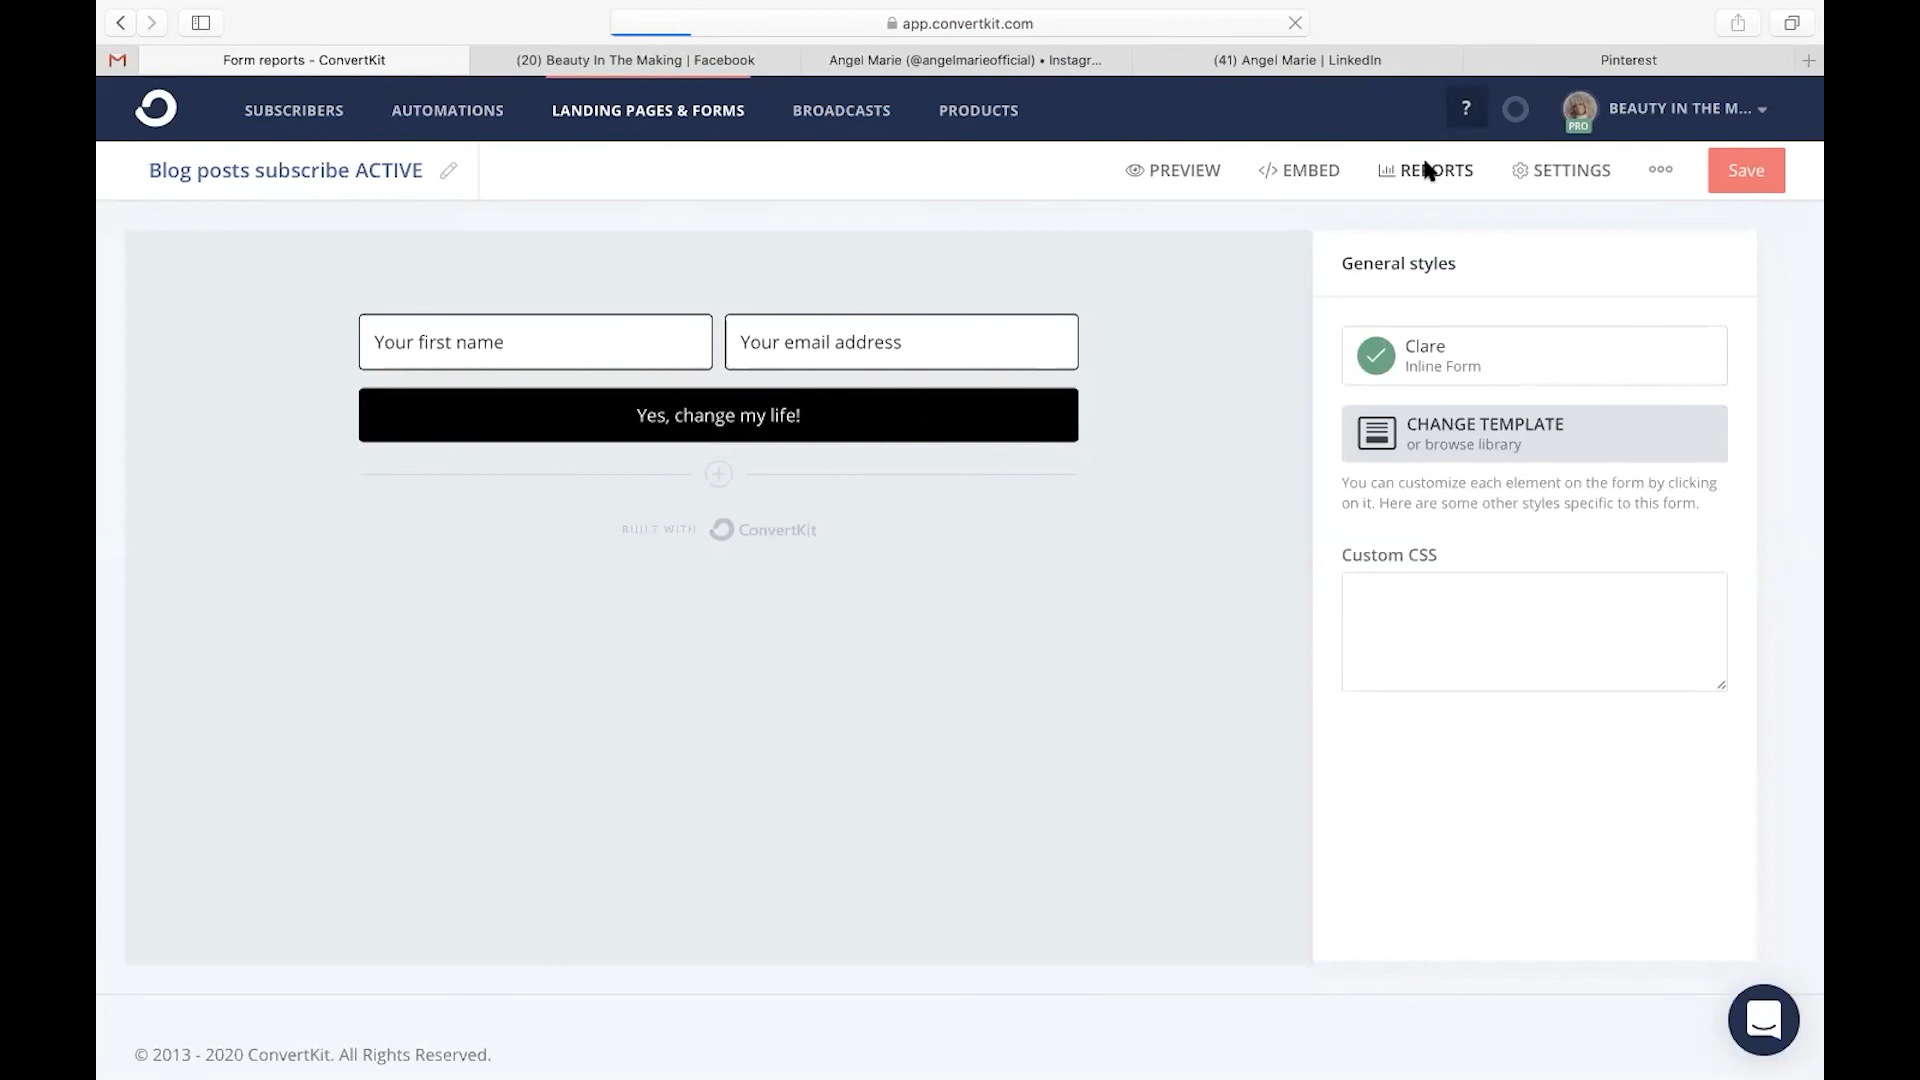 app.convertkit.com
Form reports - ConvertKit
(20) Beauty In The Making | Facebook
Angel Marie (@angelmarieofficial) • Instagr...
(41) Angel Marie | LinkedIn
Pinterest
SUBSCRIBERS
AUTOMATIONS
LANDING PAGES & FORMS
BROADCASTS
PRODUCTS
?
PRO
BEAUTY IN THE M...
Blog posts subscribe ACTIVE
PREVIEW
</> EMBED
REPORTS
SETTINGS
Save
Your first name
Your email address
Yes, change my life!
BUILT WITH ConvertKit
General styles
Clare
Inline Form
CHANGE TEMPLATE
or browse library
You can customize each element on the form by clicking
on it. Here are some other styles specific to this form.
Custom CSS
© 2013 - 2020 ConvertKit. All Rights Reserved.